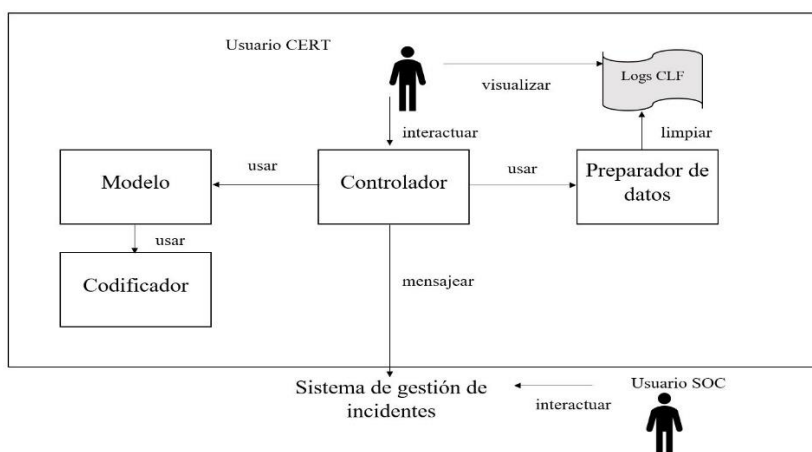 Usuario CERT
Logs CLF
visualizar
interactuar
limpiar
Modelo
usar
Controlador
usar
Preparador de
datos
usar
Codificador
mensajear
Sistema de gestión de
incidentes
interactuar
Usuario SOC